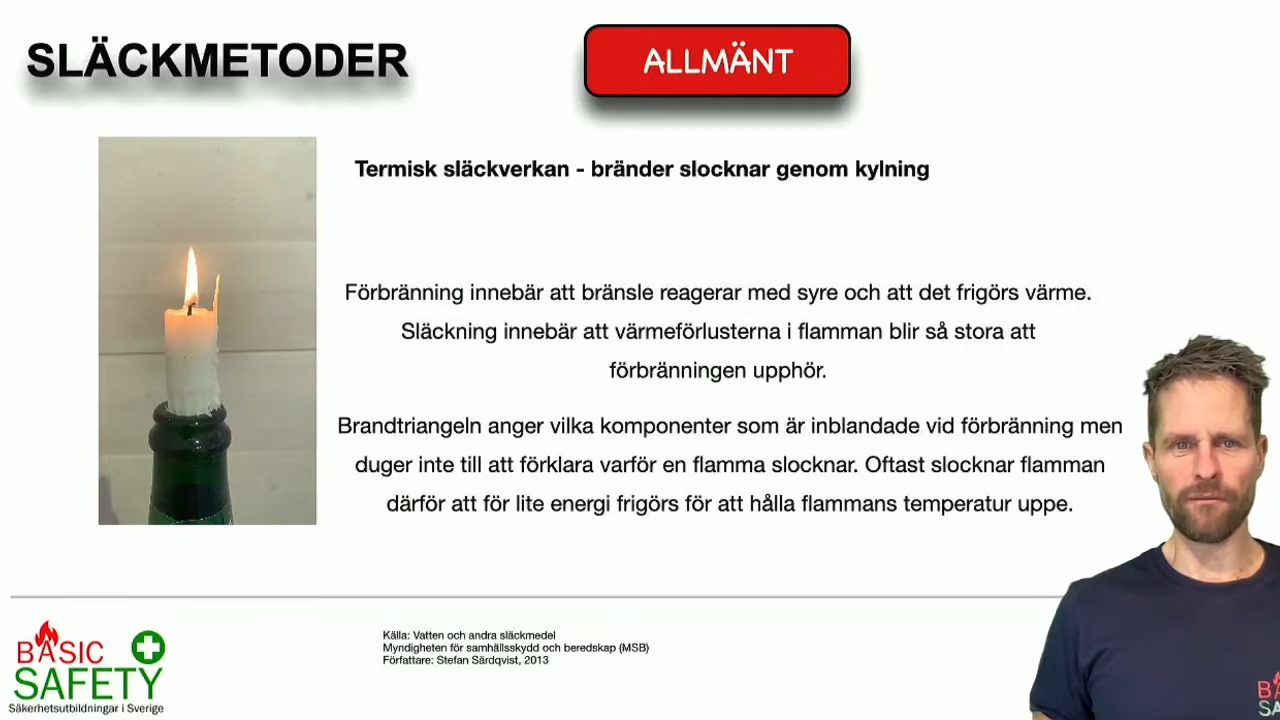 SLÄCKMETODER
ALLMÄNT
Termisk släckverkan - bränder slocknar genom kylning
Förbränning innebär att bränsle reagerar med syre och att det frigörs värme.
Släckning innebär att värmeförlusterna i flamman blir så stora att
förbränningen upphör.
Brandtriangeln anger vilka komponenter som är inblandade vid förbränning men
duger inte till att förklara varför en flamma slocknar. Oftast slocknar flamman
därför att för lite energi frigörs för att hålla flammans temperatur uppe.
Källa: Vatten och andra släckmedel
Myndigheten för samhällsskydd och beredskap (MSB)
Författare: Stefan Särdqvist, 2013
BASIC
SAFETY
Säkerhetsutbildningar i Sverige
BA
SA